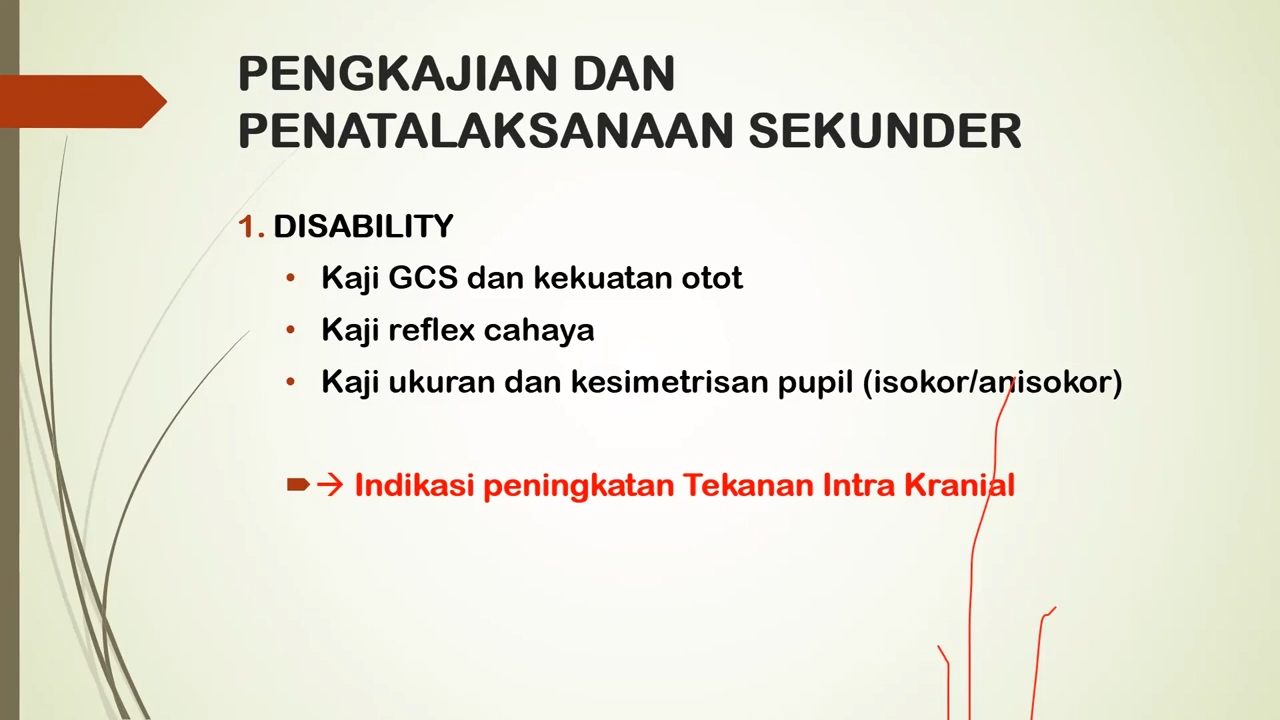 PENGKAJIAN DAN
PENATALAKSANAAN SEKUNDER
1. DISABILITY
• Kaji GCS dan kekuatan otot
• Kaji reflex cahaya
• Kaji ukuran dan kesimetrisan pupil (isokor/anisokor)
→ Indikasi peningkatan Tekanan Intra Kranial